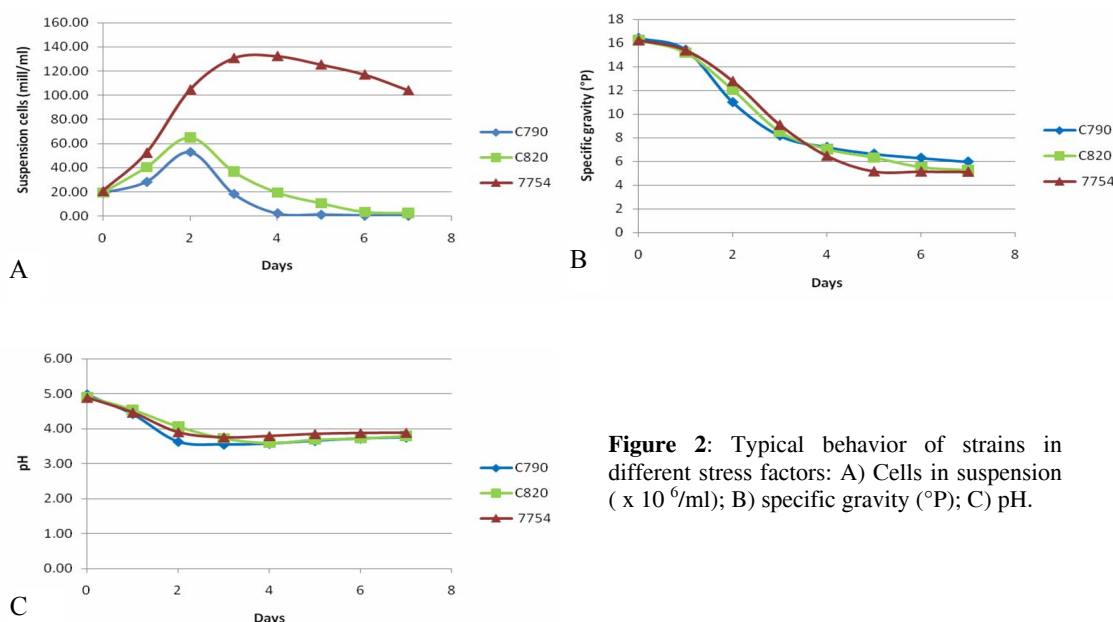 160.00
140.00
120.00
100.00
80.00
60.00
40.00
20.00
0.00
0 2 4 6 8
Suspension cells (mill/ml)
Days
C790
C820
7754
A
18
16
14
12
10
8
6
4
2
0
0 2 4 6 8
Specific gravity (°P)
Days
C790
C820
7754
B
6.00
5.00
4.00
3.00
2.00
1.00
0.00
0 2 4 6 8
pH
Days
C790
C820
7754
C
Figure 2: Typical behavior of strains in
different stress factors: A) Cells in suspension
( x 10 ⁶/ml); B) specific gravity (°P); C) pH.